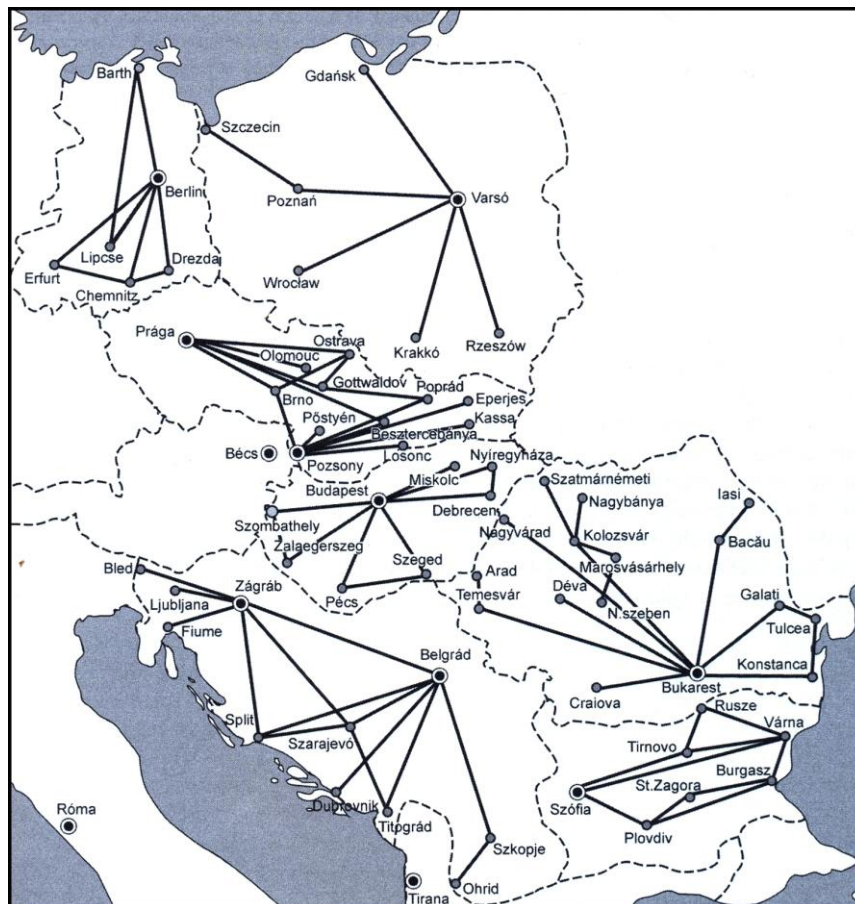 Barth
Gdańsk
Szczecin
Berlin
Poznań
Varsó
Lipcse
Drezda
Erfurt
Chemnitz
Wrocław
Prága
Ostrava
Krakkó
Rzeszów
Olomouc
Gottwaldov
Poprád
Eperjes
Brno
Pőstyén
Kassa
Besztercebánya
Bécs
Pozsony
Losonc
Nyíregyháza
Miskolc
Szatmárnémeti
Budapest
Nagybánya
Iasi
Debrecen
Szombathely
Nagyvárad
Kolozsvár
Bacău
Zalaegerszeg
Szeged
Marosvásárhely
Bled
Arad
Déva
Zágráb
Ljubljana
Pécs
Temesvár
N.szeben
Galati
Tulcea
Fiume
Belgrád
Konstanca
Bukarest
Craiova
Rusze
Split
Várna
Szarajevó
Tirnovo
Burgasz
St.Zagora
Róma
Dubrovnik
Titográd
Szófia
Plovdiv
Szkopje
Ohrid
Tirana